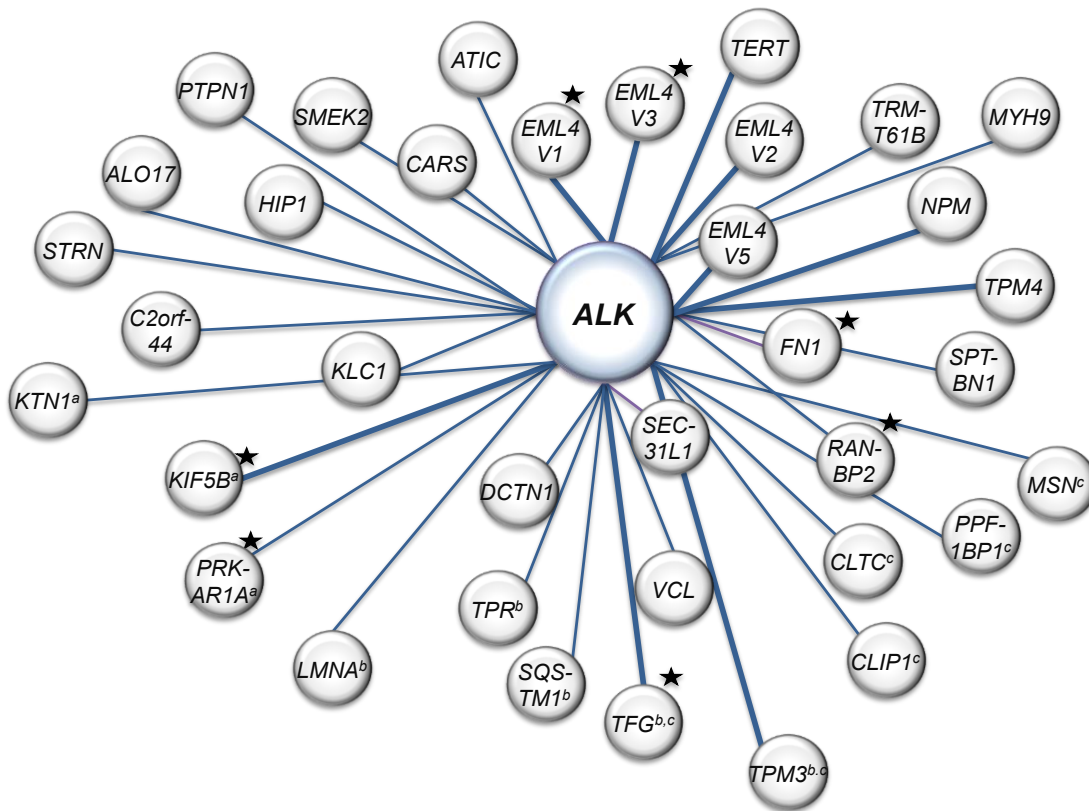 TERT
ATIC
EML4
V3
PTPN1
SMEK2
EML4
V1
EML4
V2
TRM-
T61B
MYH9
CARS
ALO17
HIP1
NPM
EML4
V5
STRN
TPM4
ALK
C2orf-
44
FN1
SPT-
BN1
KLC1
KTN1ᵃ
SEC-
31L1
RAN-
BP2
KIF5Bᵃ
DCTN1
MSNᶜ
PPF-
1BP1ᶜ
CLTCᶜ
PRK-
AR1Aᵃ
VCL
TPRᵇ
LMNAᵇ
CLIP1ᶜ
SQS-
TM1ᵇ
TFGᵇ,ᶜ
TPM3ᵇ.ᶜ